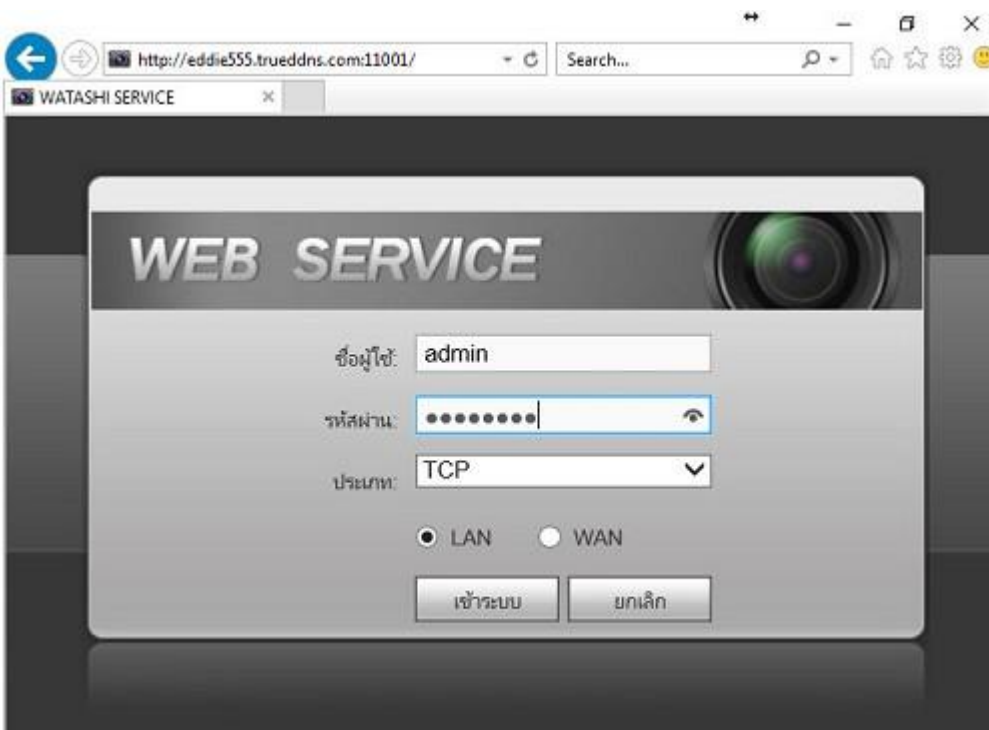 http://eddie555.trueddns.com:11001/
Search...
WATASHI SERVICE
WEB SERVICE
ชื่อผู้ใช้: admin
รหัสผ่าน: ●●●●●●●●
ประเภท: TCP
LAN WAN
เข้าระบบ ยกเลิก